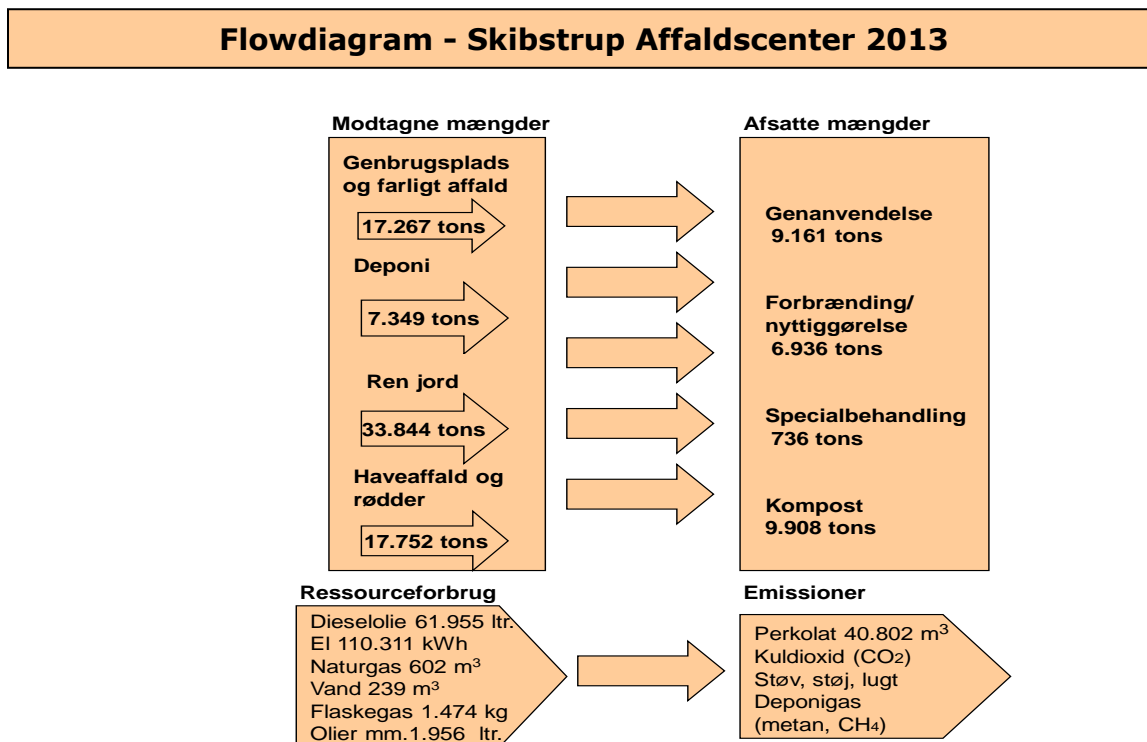 Flowdiagram - Skibstrup Affaldscenter 2013
Modtagne mængder
Genbrugsplads
og farligt affald
17.267 tons
Deponi
7.349 tons
Ren jord
33.844 tons
Haveaffald og
rødder
17.752 tons
Afsatte mængder
Genanvendelse
9.161 tons
Forbrænding/
nyttiggørelse
6.936 tons
Specialbehandling
736 tons
Kompost
9.908 tons
Ressourceforbrug
Dieselolie 61.955 ltr.
El 110.311 kWh
Naturgas 602 m³
Vand 239 m³
Flaskegas 1.474 kg
Olier mm.1.956 ltr.
Emissioner
Perkolat 40.802 m³
Kuldioxid (CO₂)
Støv, støj, lugt
Deponigas
(metan, CH₄)